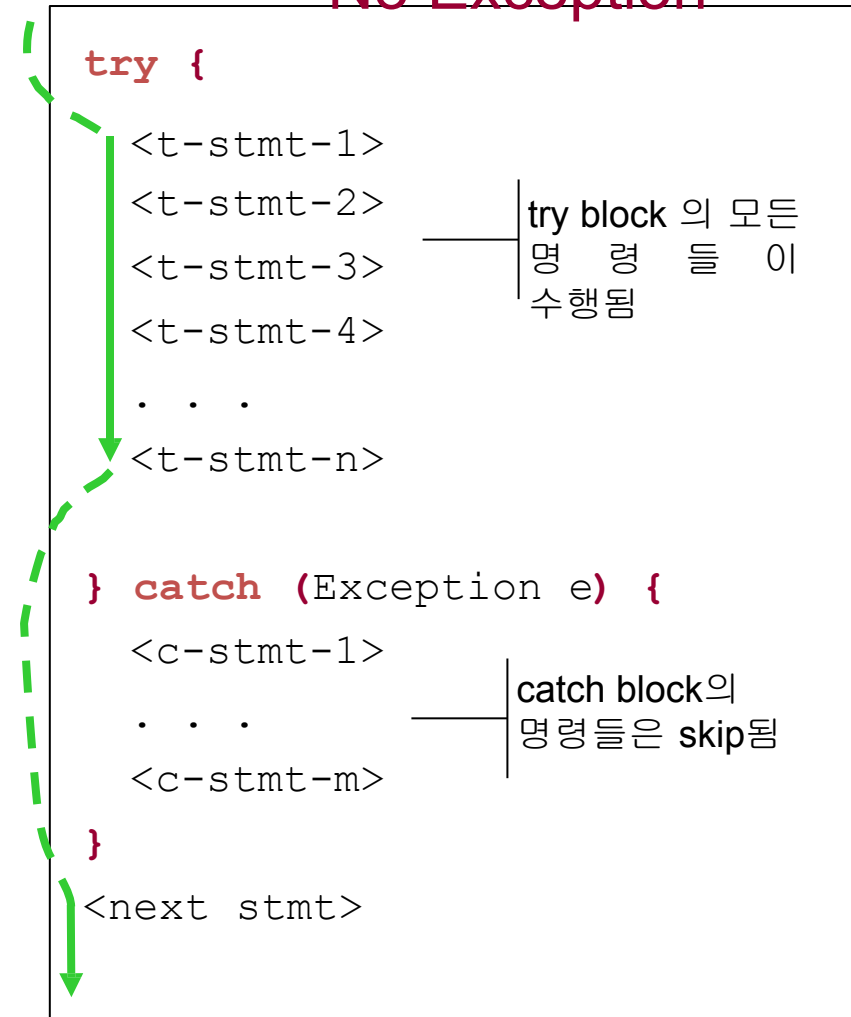 No Exception
try {
<t-stmt-1>
<t-stmt-2>
<t-stmt-3>
<t-stmt-4>
. . .
<t-stmt-n>
try block 의 모든
명 령 들 이
수행됨
} catch (Exception e) {
<c-stmt-1>
. . .
<c-stmt-m>
catch block의
명령들은 skip됨
}
<next stmt>